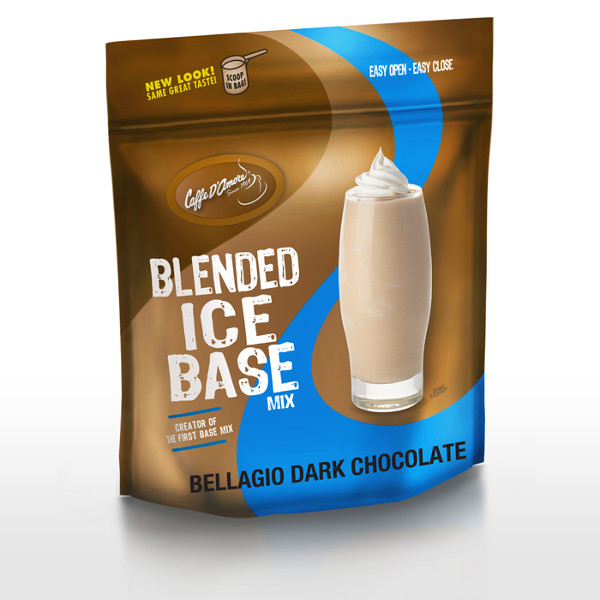 NEW LOOK!
SAME GREAT TASTE!
SCOOP
IN BAG!
EASY OPEN - EASY CLOSE
Caffe D'Amore
BLENDED
ICE
BASE
MIX
CREATOR OF
THE FIRST BASE MIX
BELLAGIO DARK CHOCOLATE